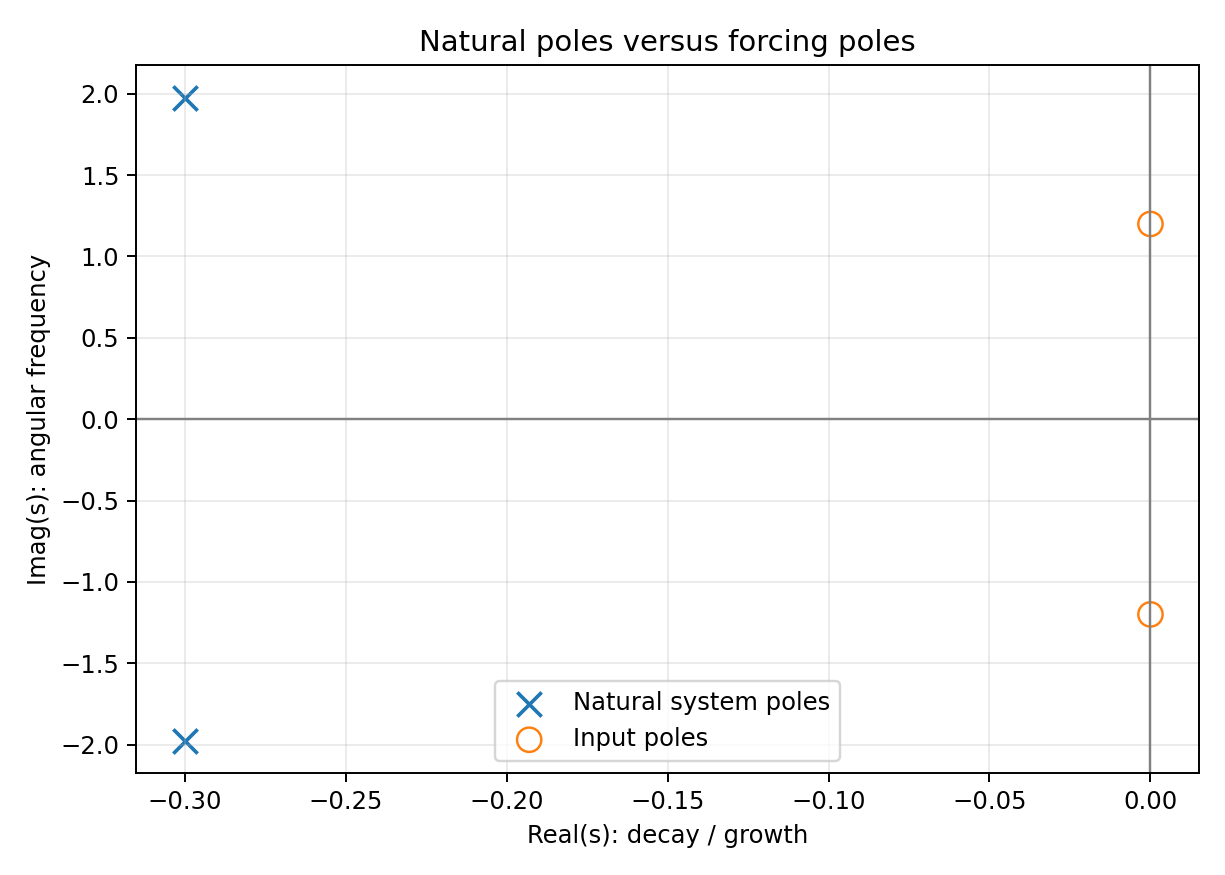 Natural poles versus forcing poles
Imag(s): angular frequency
2.0
1.5
1.0
0.5
0.0
−0.5
−1.0
−1.5
−2.0
Natural system poles
Input poles
−0.30 −0.25 −0.20 −0.15 −0.10 −0.05 0.00
Real(s): decay / growth